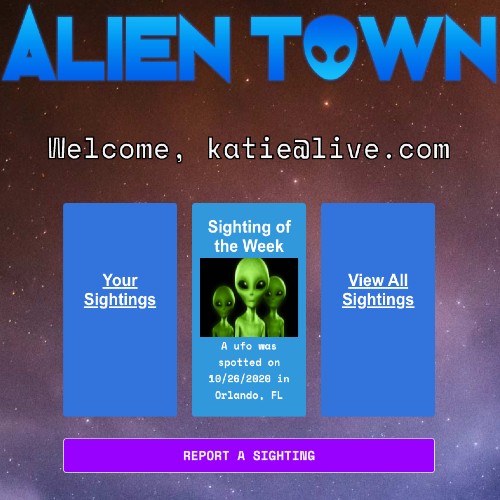 ALIEN TOWN
Welcome, katie@live.com
Your
Sightings
Sighting of
the Week
A ufo was
spotted on
10/26/2020 in
Orlando, FL
View All
Sightings
REPORT A SIGHTING